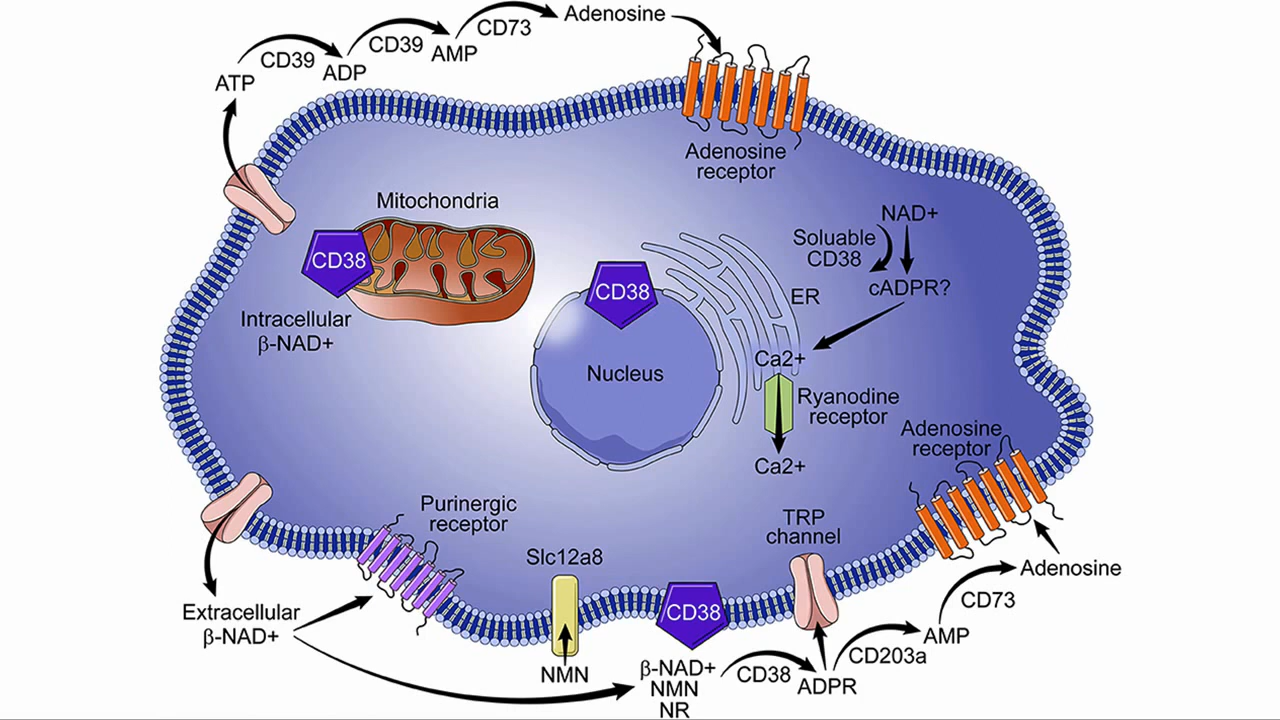 Adenosine
CD73
CD39
AMP
CD39
ADP
ATP
Adenosine
receptor
Mitochondria
CD38
Intracellular
β-NAD+
CD38
Nucleus
ER
NAD+
Soluable
CD38
cADPR?
Ca2+
Ryanodine
receptor
Ca2+
Adenosine
receptor
Purinergic
receptor
Slc12a8
TRP
channel
Extracellular
β-NAD+
NMN
CD38
β-NAD+
NMN
NR
CD38
ADPR
CD203a
AMP
CD73
Adenosine